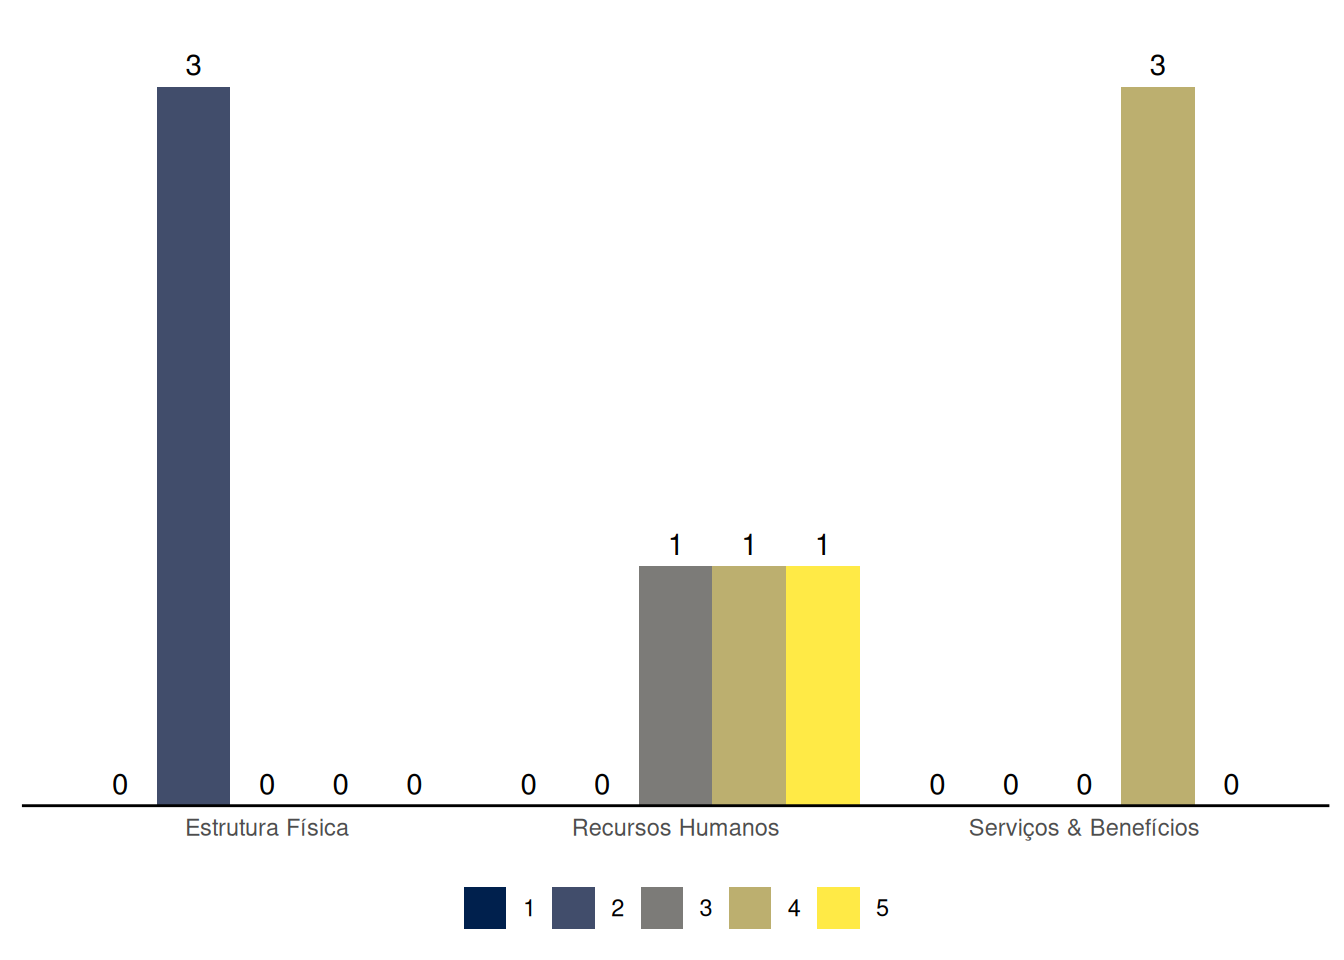 3 3
1 1 1
0 0 0 0 0 0 0 0 0 0
Estrutura Física Recursos Humanos Serviços & Benefícios
1 2 3 4 5